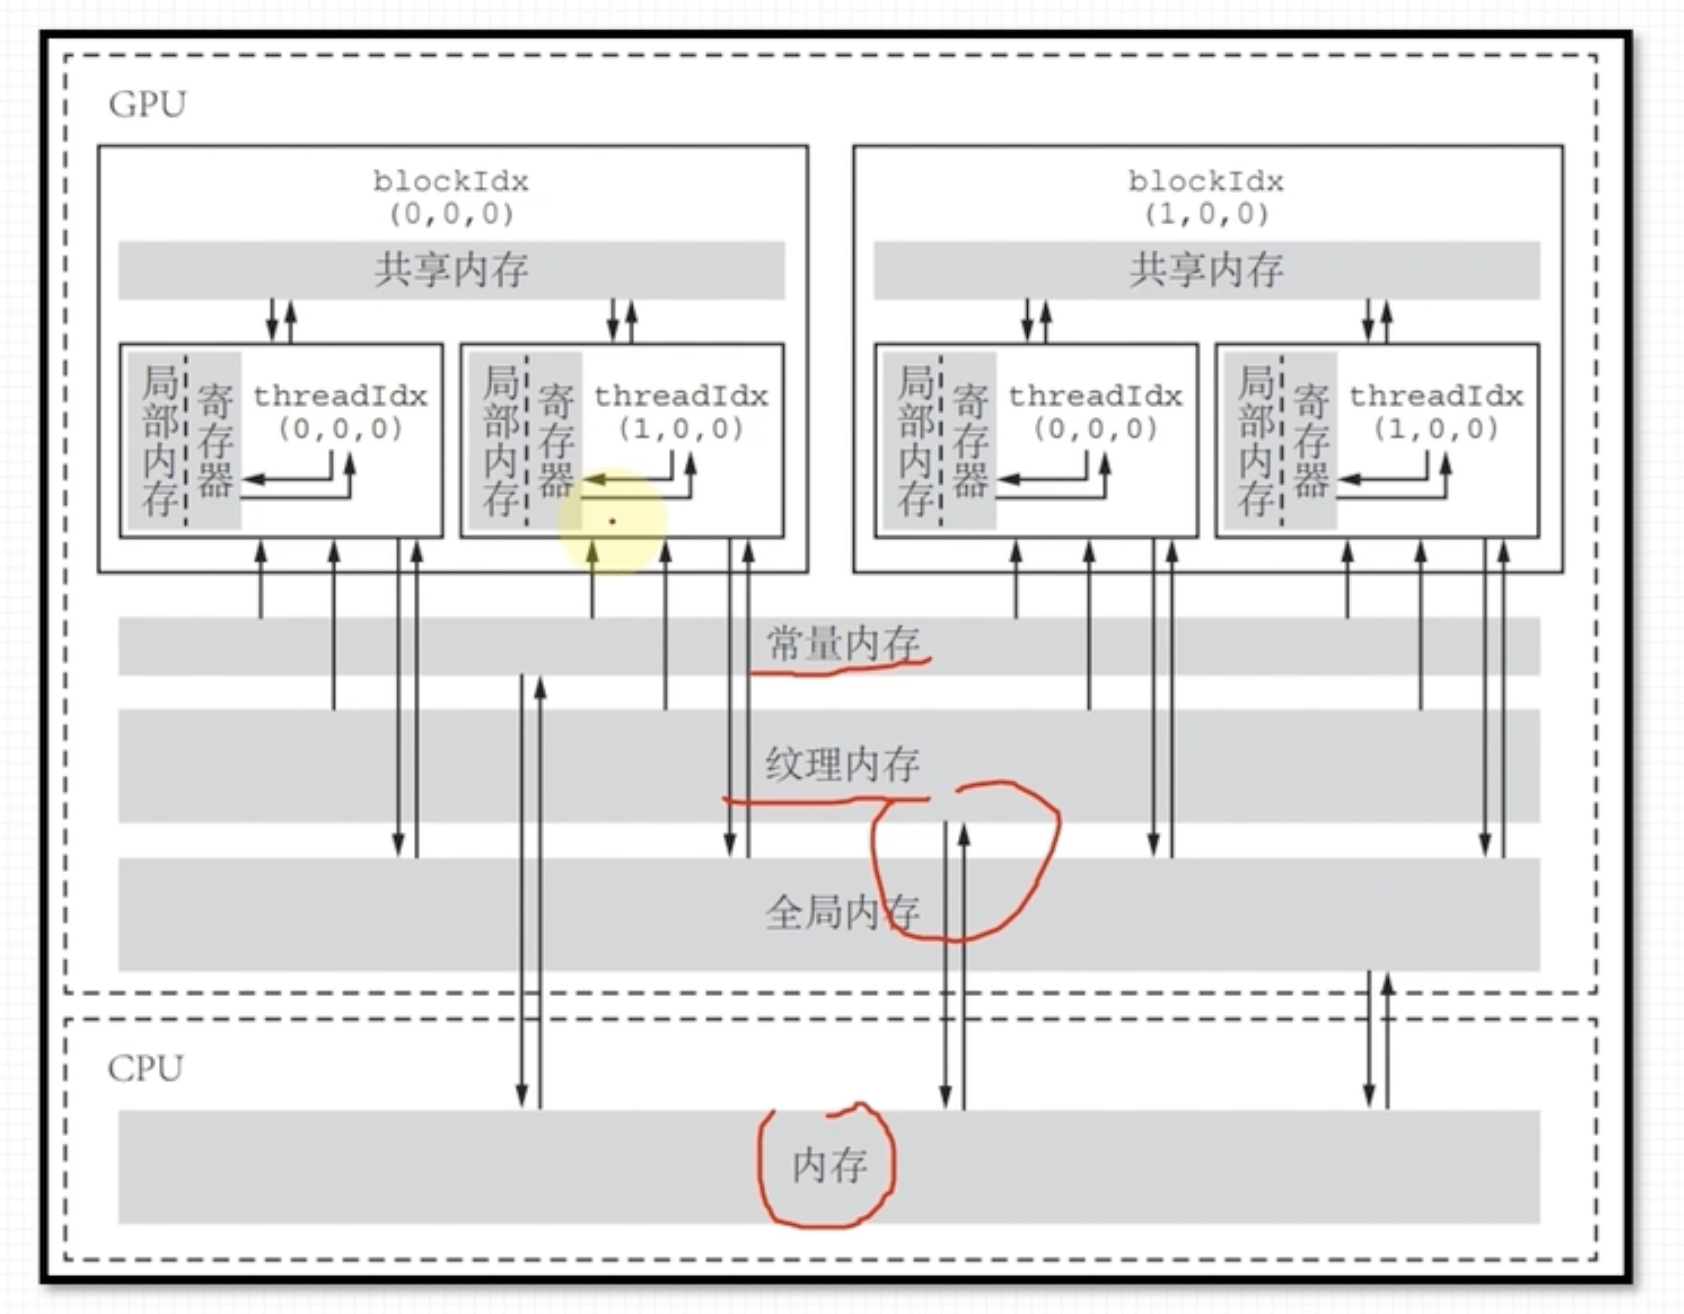 GPU
blockIdx
(0,0,0)
共享内存
局部内存
寄存器
threadIdx
(0,0,0)
局部内存
寄存器
threadIdx
(1,0,0)
blockIdx
(1,0,0)
共享内存
局部内存
寄存器
threadIdx
(0,0,0)
局部内存
寄存器
threadIdx
(1,0,0)
常量内存
纹理内存
全局内存
CPU
内存